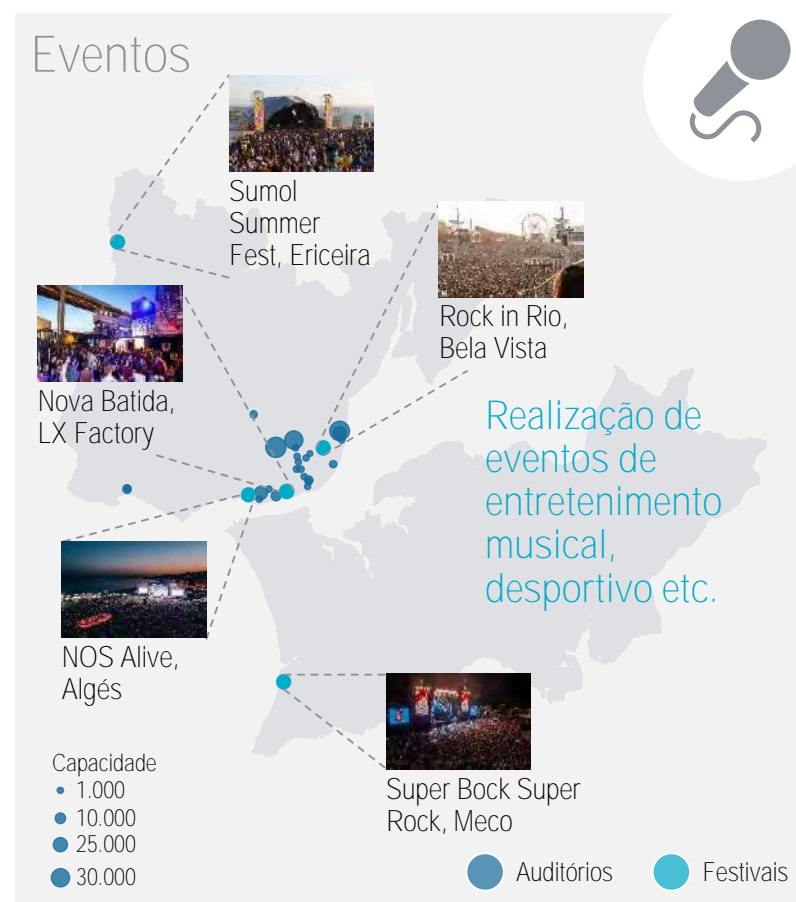 Eventos
Sumol
Summer
Fest, Ericeira
Rock in Rio,
Bela Vista
Nova Batida,
LX Factory
Realização de
eventos de
entretenimento
musical,
desportivo etc.
NOS Alive,
Algés
Super Bock Super
Rock, Meco
Capacidade
1.000
10.000
25.000
30.000
Auditórios
Festivais